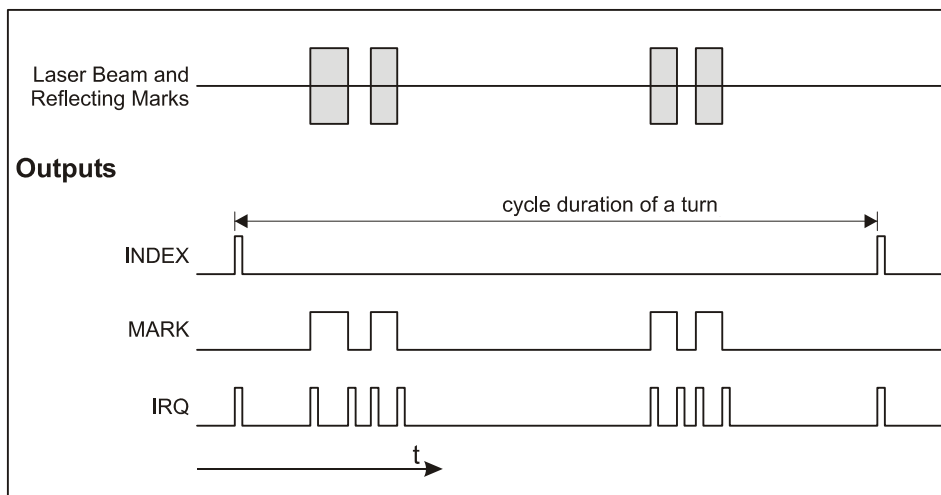 Laser Beam and
Reflecting Marks
Outputs
cycle duration of a turn
INDEX
MARK
IRQ
t